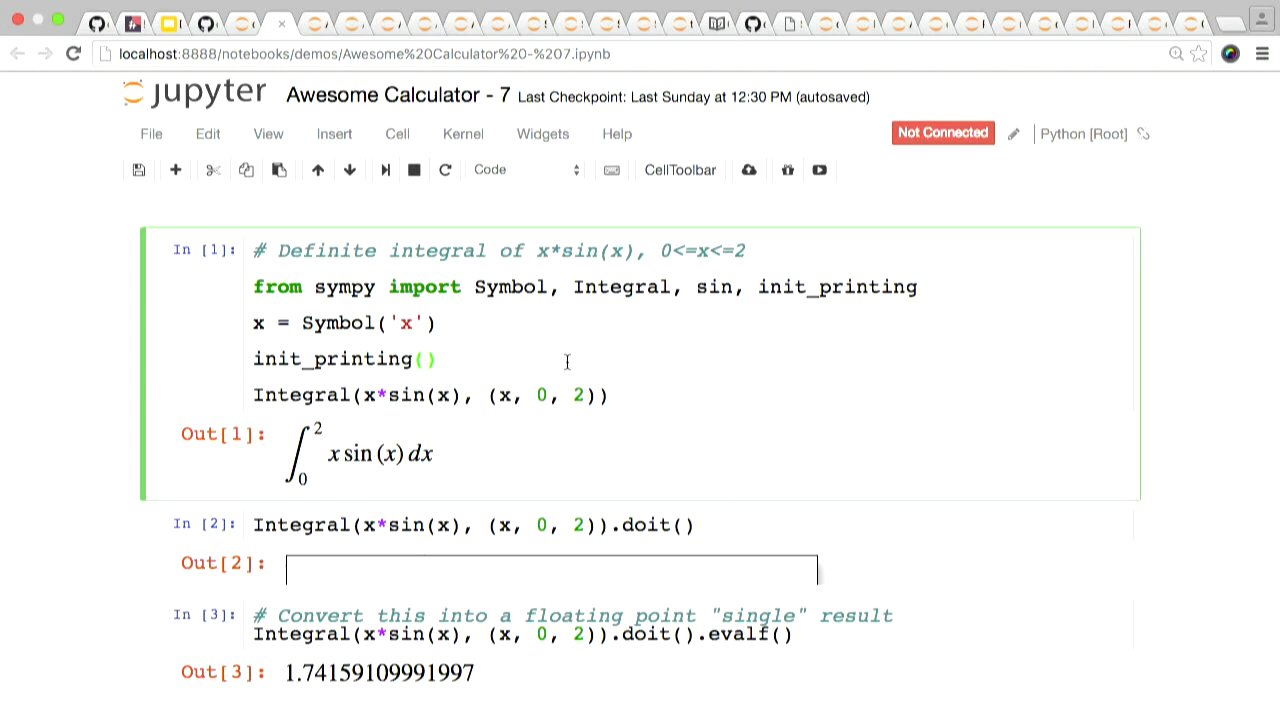 localhost:8888/notebooks/demos/Awesome%20Calculator%20-%207.ipynb
jupyter Awesome Calculator - 7 Last Checkpoint: Last Sunday at 12:30 PM (autosaved)
File Edit View Insert Cell Kernel Widgets Help Not Connected Python [Root]
Code CellToolbar
In [1]: # Definite integral of x*sin(x), 0<=x<=2
from sympy import Symbol, Integral, sin, init_printing
x = Symbol('x')
init_printing()
Integral(x*sin(x), (x, 0, 2))
Out[1]: ∫₀² x sin (x) dx
In [2]: Integral(x*sin(x), (x, 0, 2)).doit()
Out[2]:
In [3]: # Convert this into a floating point "single" result
Integral(x*sin(x), (x, 0, 2)).doit().evalf()
Out[3]: 1.74159109991997